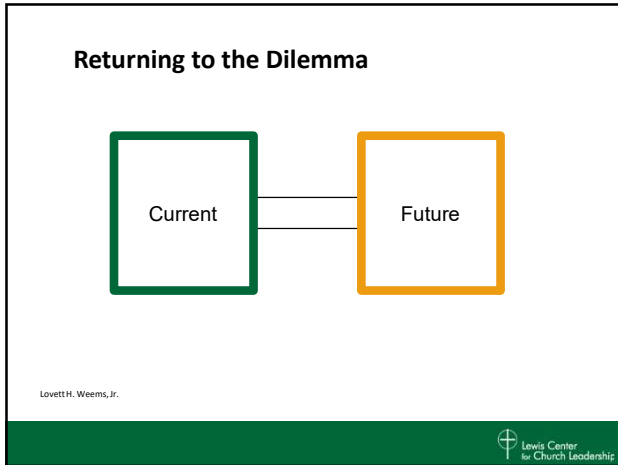 Returning to the Dilemma
Current
Future
Lovett H. Weems, Jr.
Lewis Center
for Church Leadership